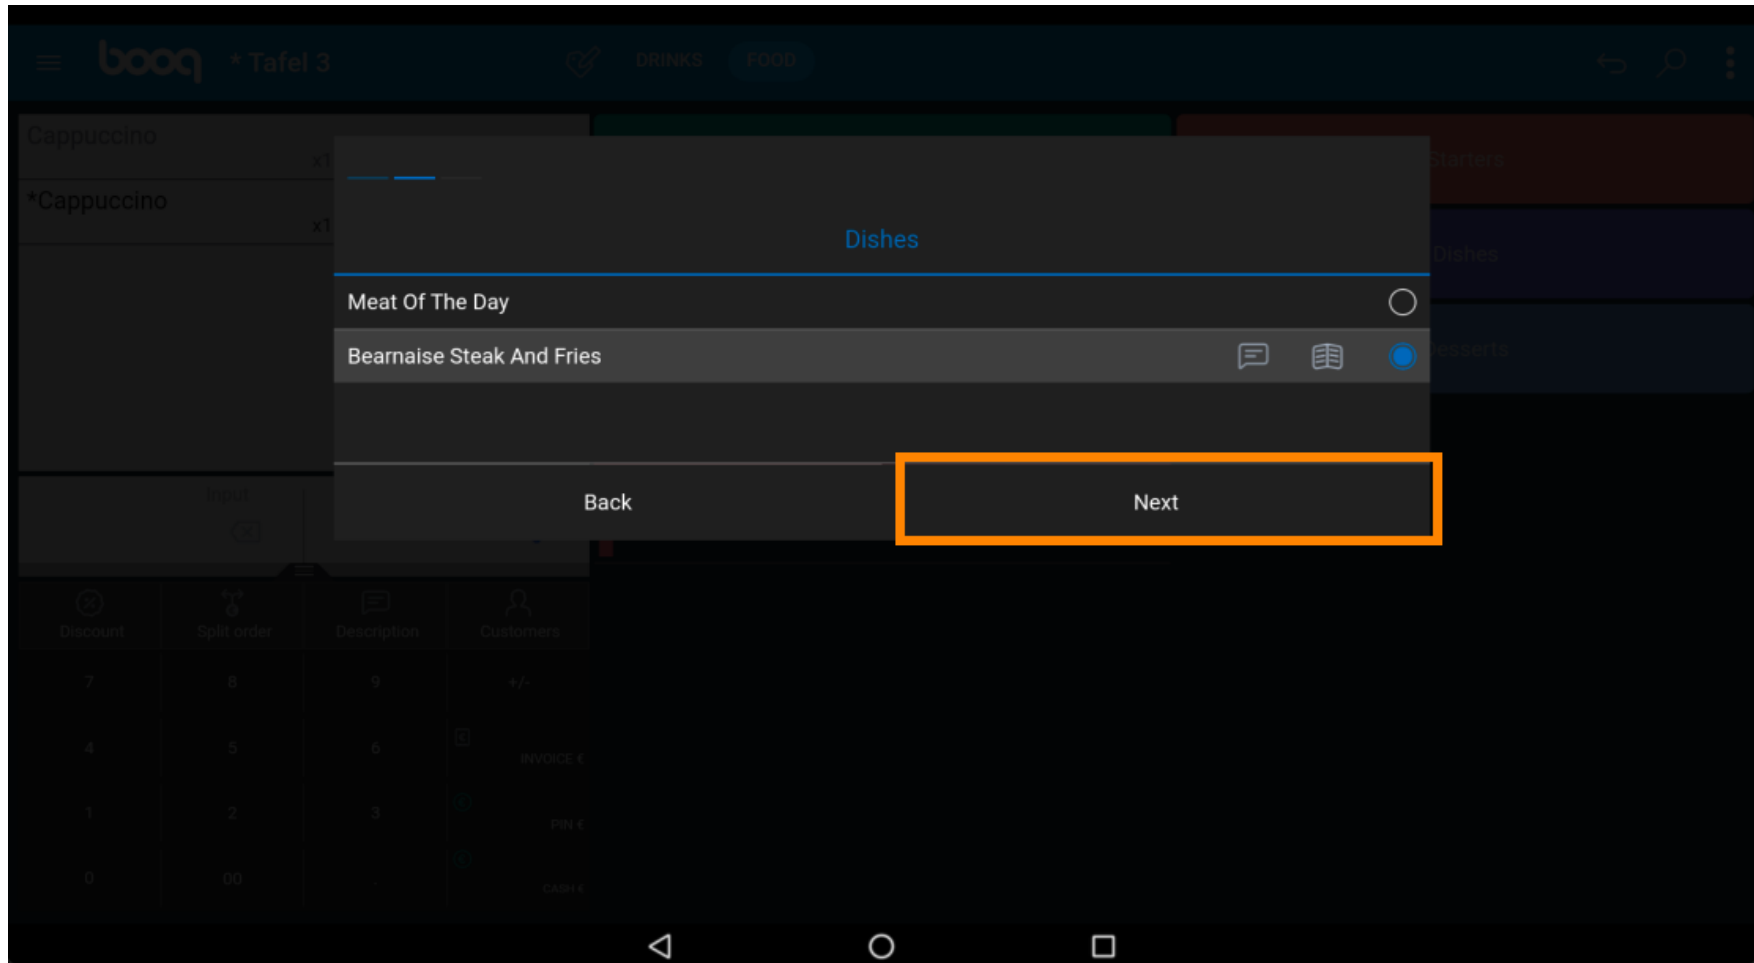 booq * Tafel 3 DRINKS FOOD
Cappuccino
x1
*Cappuccino
x1
Starters
Dishes
Desserts
Dishes
Meat Of The Day
Bearnaise Steak And Fries
Back Next
Input
Discount Split order Description Customers
7 8 9 +/-
4 5 6 INVOICE €
1 2 3 PIN €
0 00 . CASH €